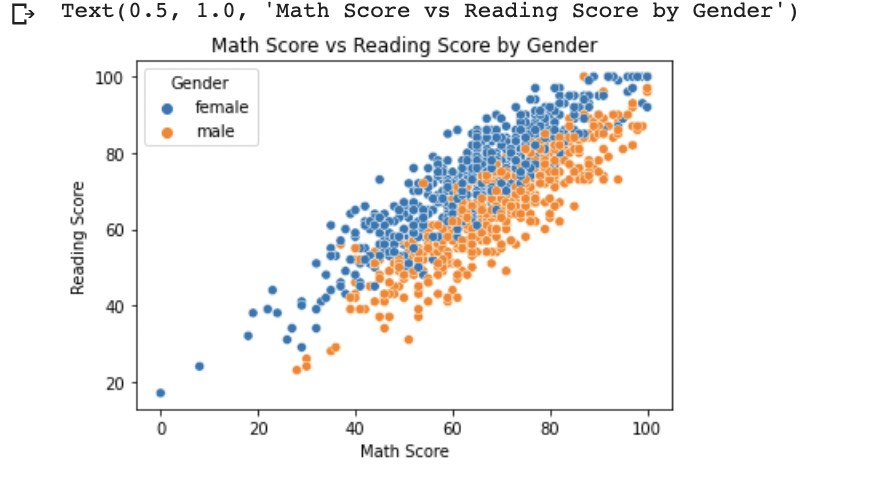 Text(0.5, 1.0, 'Math Score vs Reading Score by Gender')
Math Score vs Reading Score by Gender
Gender
female
male
100
80
60
40
20
Reading Score
0 20 40 60 80 100
Math Score